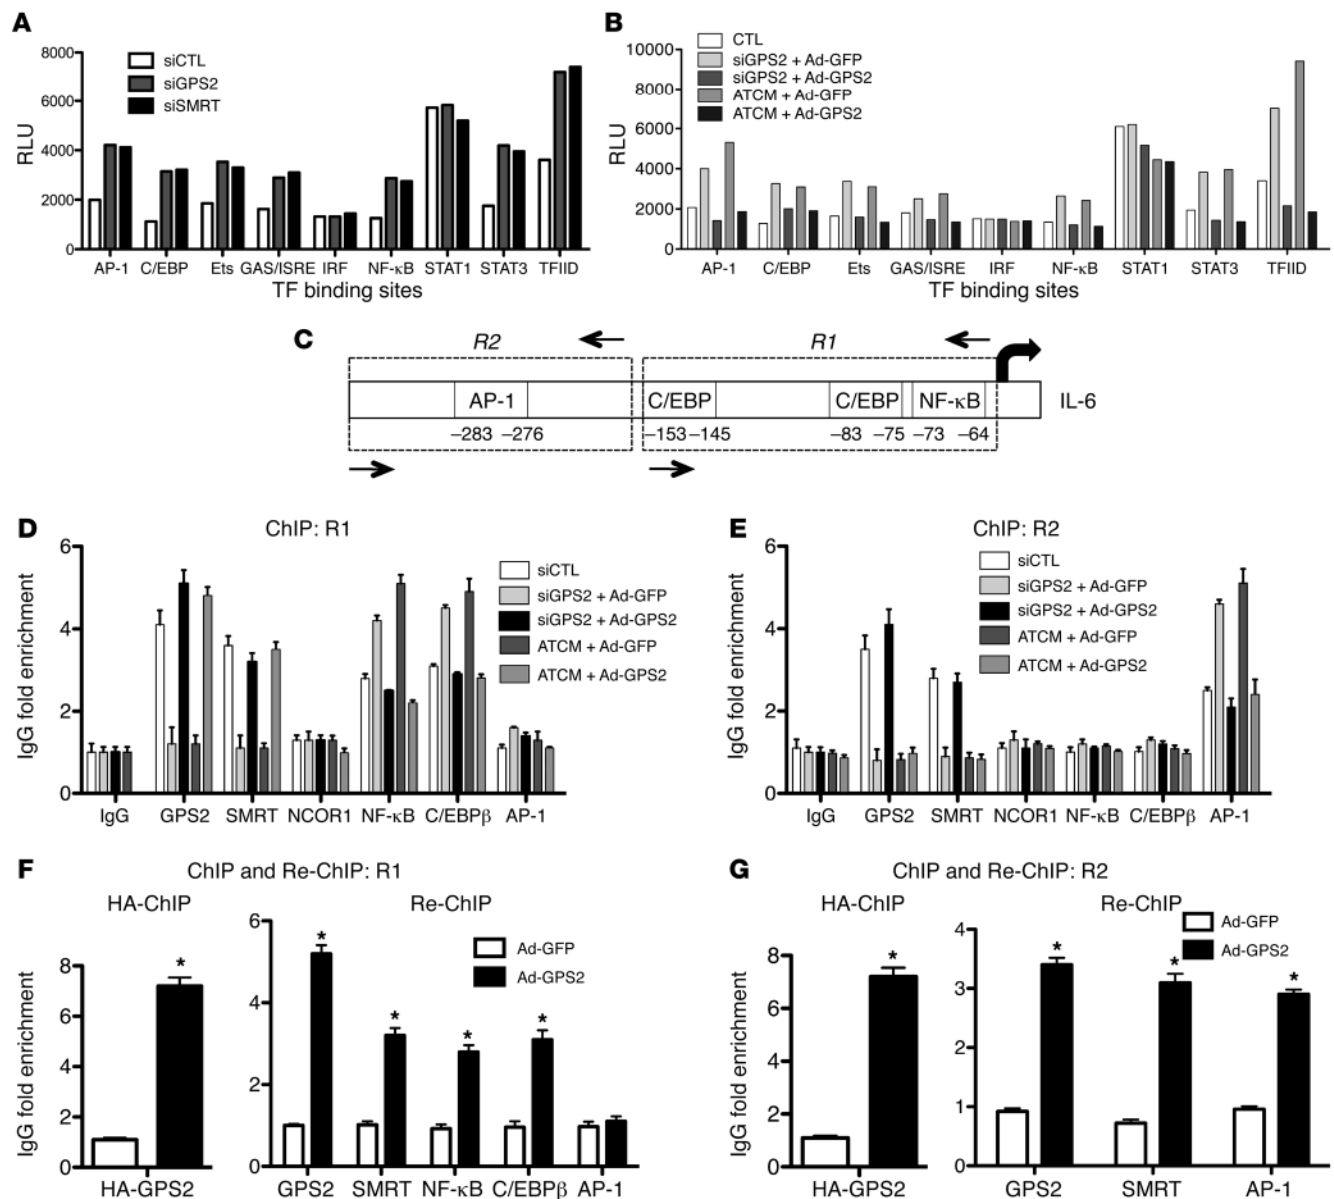 A
8000
6000
4000
2000
0
RLU
siCTL
siGPS2
siSMRT
AP-1 C/EBP Ets GAS/ISRE IRF NF-κB STAT1 STAT3 TFIID
TF binding sites
B
10000
8000
6000
4000
2000
0
RLU
CTL
siGPS2 + Ad-GFP
siGPS2 + Ad-GPS2
ATCM + Ad-GFP
ATCM + Ad-GPS2
AP-1 C/EBP Ets GAS/ISRE IRF NF-κB STAT1 STAT3 TFIID
TF binding sites
C
R2 R1
AP-1 C/EBP C/EBP NF-κB IL-6
–283 –276 –153 –145 –83 –75 –73 –64
D
ChIP: R1
6
4
2
0
IgG fold enrichment
siCTL
siGPS2 + Ad-GFP
siGPS2 + Ad-GPS2
ATCM + Ad-GFP
ATCM + Ad-GPS2
IgG GPS2 SMRT NCOR1 NF-κB C/EBPβ AP-1
E
ChIP: R2
6
4
2
0
IgG fold enrichment
siCTL
siGPS2 + Ad-GFP
siGPS2 + Ad-GPS2
ATCM + Ad-GFP
ATCM + Ad-GPS2
IgG GPS2 SMRT NCOR1 NF-κB C/EBPβ AP-1
F
ChIP and Re-ChIP: R1
HA-ChIP
8
6
4
2
0
IgG fold enrichment
*
HA-GPS2
Re-ChIP
6
4
2
0
Ad-GFP
Ad-GPS2
* * * *
GPS2 SMRT NF-κB C/EBPβ AP-1
G
ChIP and Re-ChIP: R2
HA-ChIP
8
6
4
2
0
IgG fold enrichment
*
HA-GPS2
Re-ChIP
4
3
2
1
0
Ad-GFP
Ad-GPS2
* * *
GPS2 SMRT AP-1